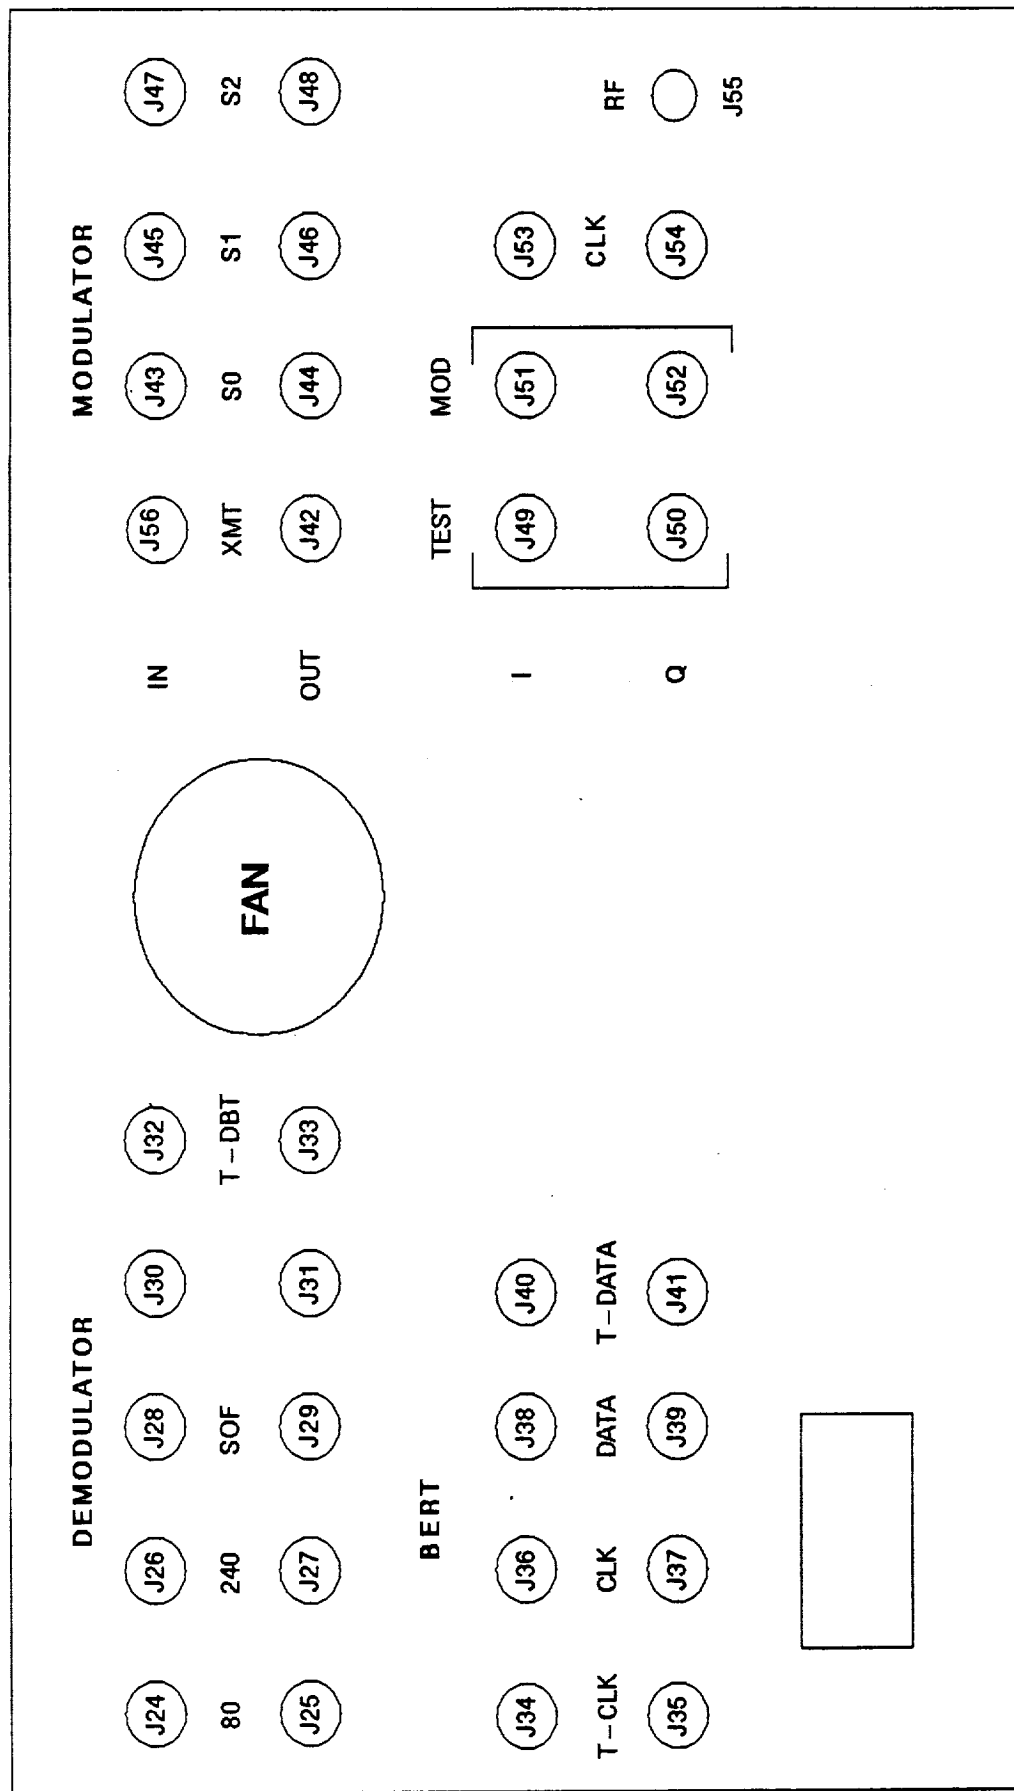 DEMODULATOR MODULATOR
J24 J26 J28 J30 J32 IN J56 J43 J45 J47
80 240 SOF T-DBT FAN XMT S0 S1 S2
J25 J27 J29 J31 J33 OUT J42 J44 J46 J48
BERT TEST MOD
J34 J36 J38 J40 I J49 J51 J53
T-CLK CLK DATA T-DATA CLK RF
J35 J37 J39 J41 Q J50 J52 J54
J55